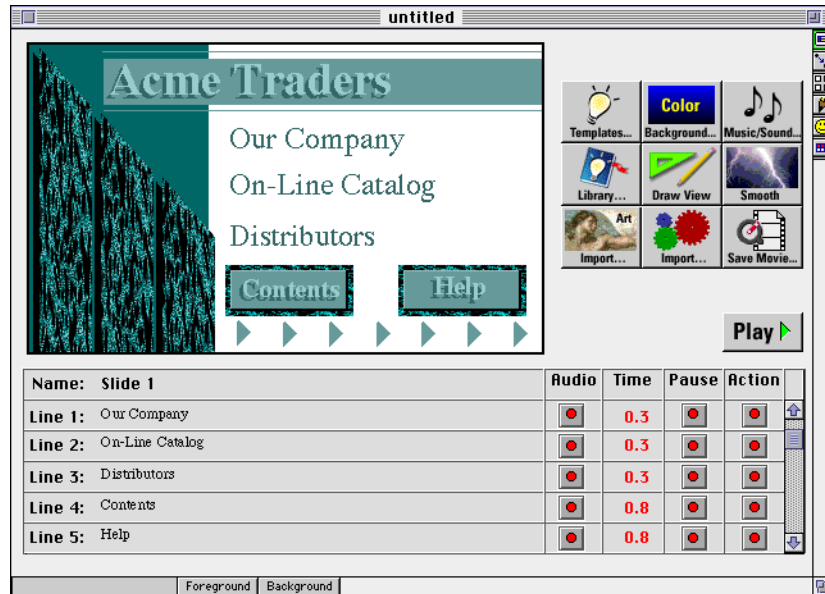 untitled
Acme Traders
Our Company
On-Line Catalog
Distributors
Contents Help
Templates... Color Background... Music/Sound...
Library... Draw View Smooth
Art Import... Import... Save Movie...
Play
Name: Slide 1 Audio Time Pause Action
Line 1: Our Company 0.3
Line 2: On-Line Catalog 0.3
Line 3: Distributors 0.3
Line 4: Contents 0.8
Line 5: Help 0.8
Foreground Background